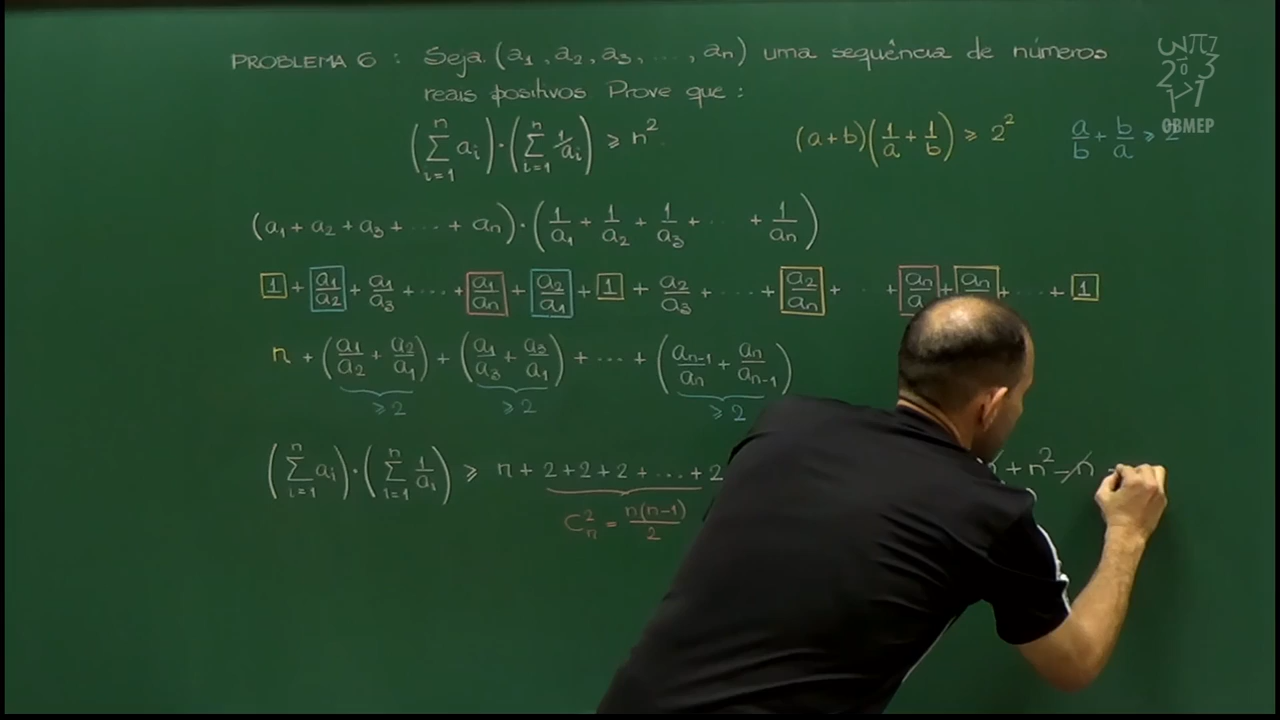 PROBLEMA 6 : Seja (a₁, a₂, a₃, ..., aₙ) uma sequência de números
reais positivos Prove que :
(∑ᵢ₌₁ⁿ aᵢ)·(∑ᵢ₌₁ⁿ 1/aᵢ) ≥ n² (a+b)(1/a + 1/b) ≥ 2² a/b + b/a ≥ 2
OBMEP
(a₁ + a₂ + a₃ + ... + aₙ)·(1/a₁ + 1/a₂ + 1/a₃ + ... + 1/aₙ)
1 + a₁/a₂ + a₁/a₃ + ... + a₁/aₙ + a₂/a₁ + 1 + a₂/a₃ + ... + a₂/aₙ + ... + aₙ/a + aₙ + ... + 1
n + (a₁/a₂ + a₂/a₁) + (a₁/a₃ + a₃/a₁) + ... + (aₙ₋₁/aₙ + aₙ/aₙ₋₁)
≥ 2 ≥ 2 ≥ 2
(∑ᵢ₌₁ⁿ aᵢ)·(∑ᵢ₌₁ⁿ 1/aᵢ) ≥ n + 2 + 2 + 2 + ... + 2 n + n² - n
Cₙ² = n(n-1)/2